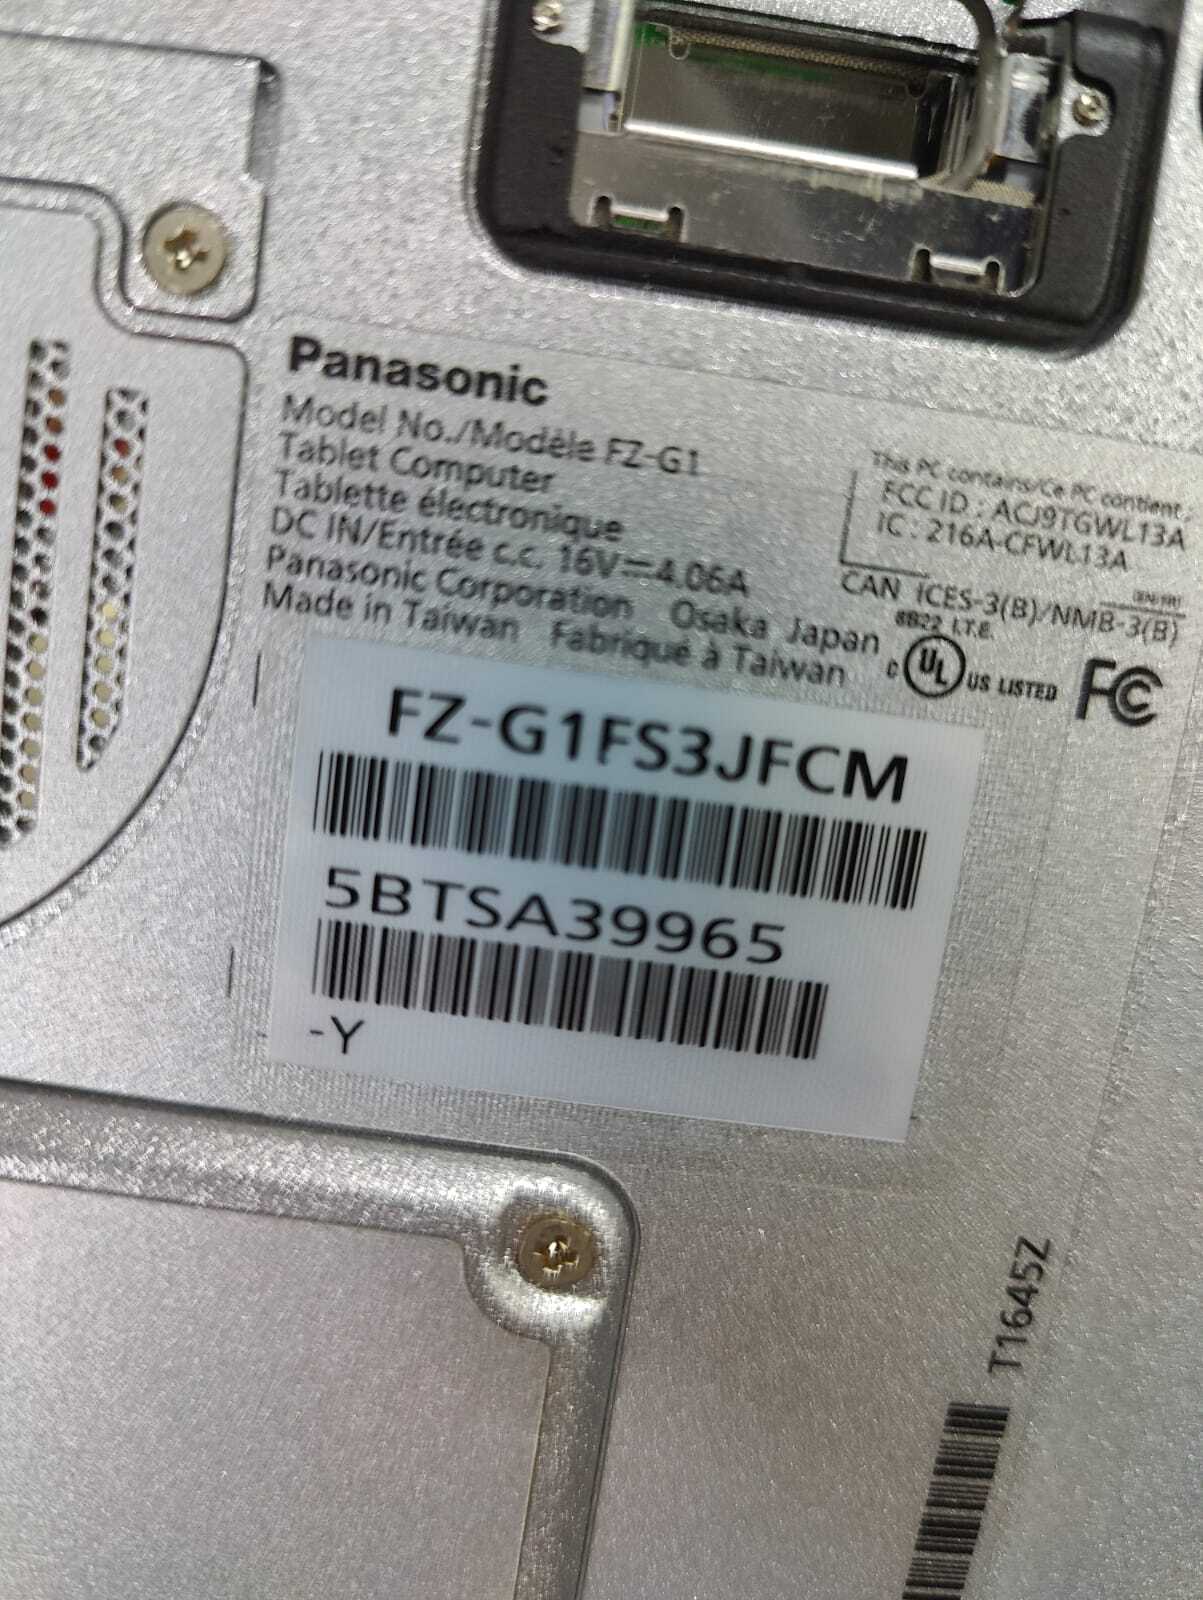 Panasonic
Model No./Modèle FZ-G1
Tablet Computer
Tablette électronique
DC IN/Entrée c.c. 16V⎓4.06A
Panasonic Corporation Osaka Japan
Made in Taiwan Fabriqué à Taiwan
This PC contains/Ce PC contient,
FCC ID : ACJ9TGWL13A
IC : 216A-CFWL13A
CAN ICES-3(B)/NMB-3(B)
6B22 I.T.E.
C UL US LISTED
FC
FZ-G1FS3JFCM
5BTSA39965
-Y
T1645Z